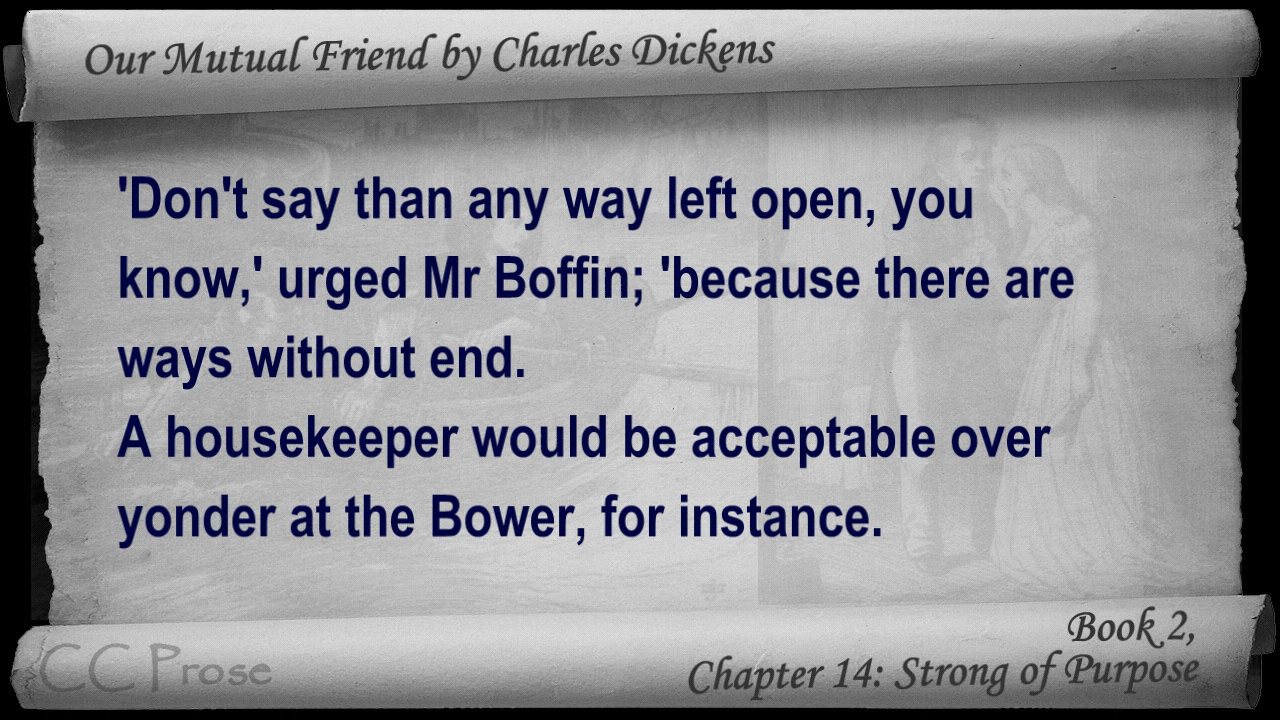 Our Mutual Friend by Charles Dickens
'Don't say than any way left open, you
know,' urged Mr Boffin; 'because there are
ways without end.
A housekeeper would be acceptable over
yonder at the Bower, for instance.
Book 2,
Chapter 14: Strong of Purpose
CC Prose